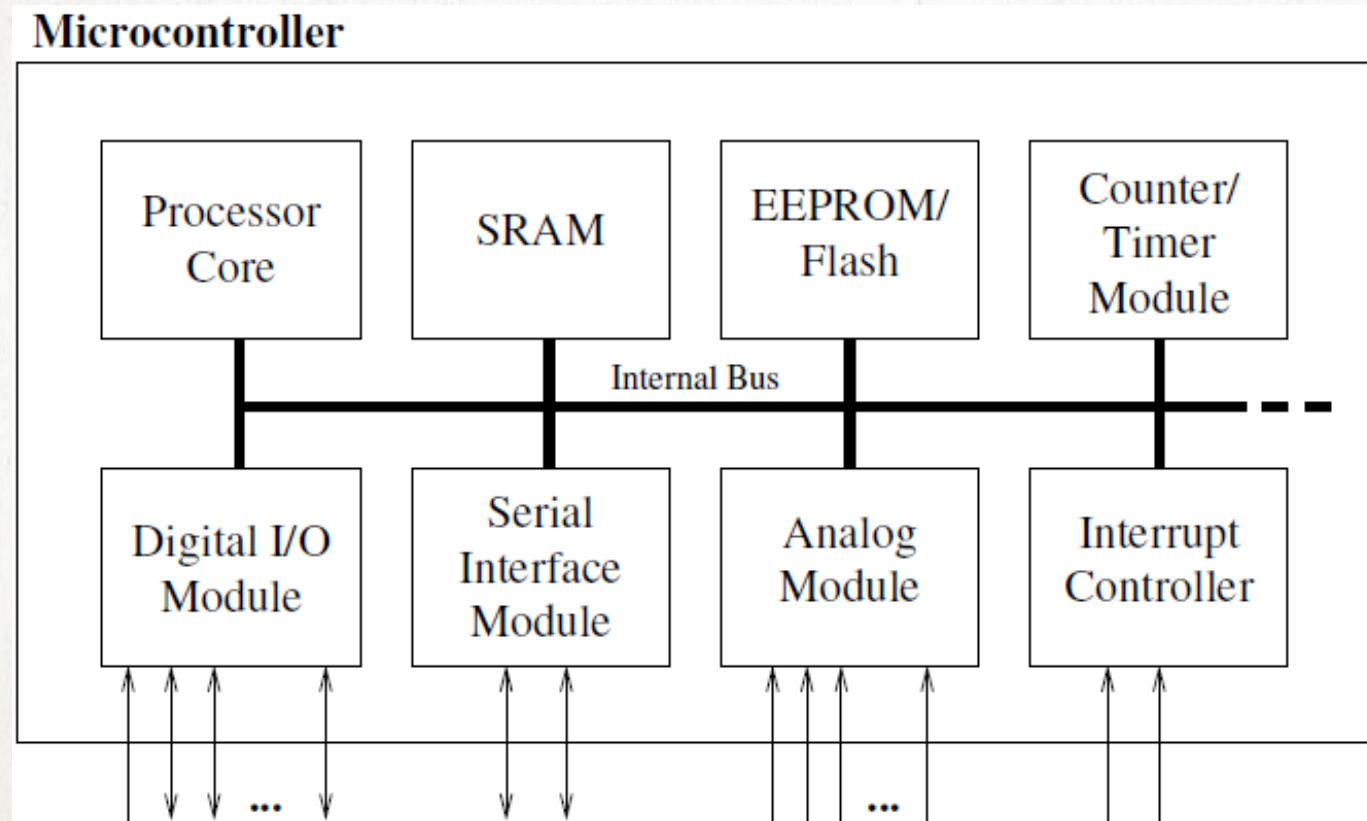 Microcontroller
Processor
Core
SRAM
EEPROM/
Flash
Counter/
Timer
Module
Internal Bus
Digital I/O
Module
Serial
Interface
Module
Analog
Module
Interrupt
Controller
...
...